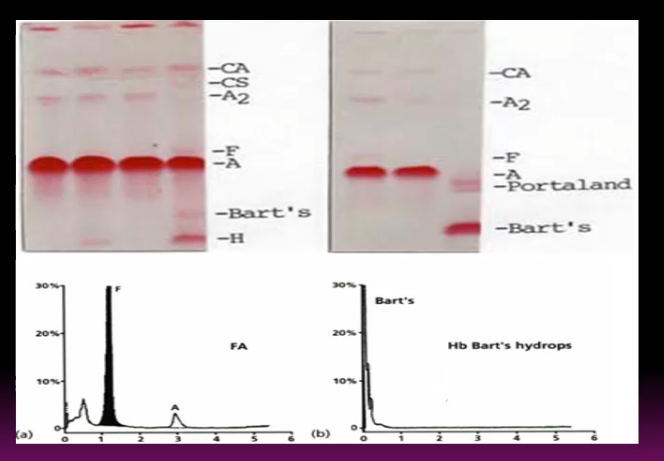 -CA
-CS
-A2
-F
-A
-Bart's
-H
-CA
-A2
-F
-A
-Portaland
-Bart's
30%
20%
10%
0
F
FA
A
0 1 2 3 4 5 6
(a)
30%
20%
10%
0
Bart's
Hb Bart's hydrops
0 1 2 3 4 5 6
(b)